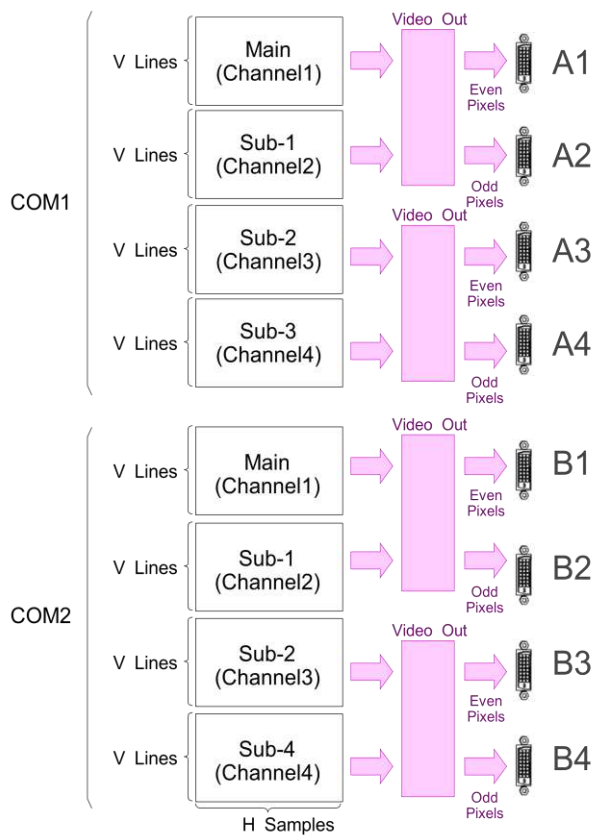 Video Out
V Lines
Main
(Channel1)
Even
Pixels
A1
V Lines
Sub-1
(Channel2)
Odd
Pixels
A2
COM1
Video Out
V Lines
Sub-2
(Channel3)
Even
Pixels
A3
V Lines
Sub-3
(Channel4)
Odd
Pixels
A4
Video Out
V Lines
Main
(Channel1)
Even
Pixels
B1
V Lines
Sub-1
(Channel2)
Odd
Pixels
B2
COM2
Video Out
V Lines
Sub-2
(Channel3)
Even
Pixels
B3
V Lines
Sub-4
(Channel4)
Odd
Pixels
B4
H Samples